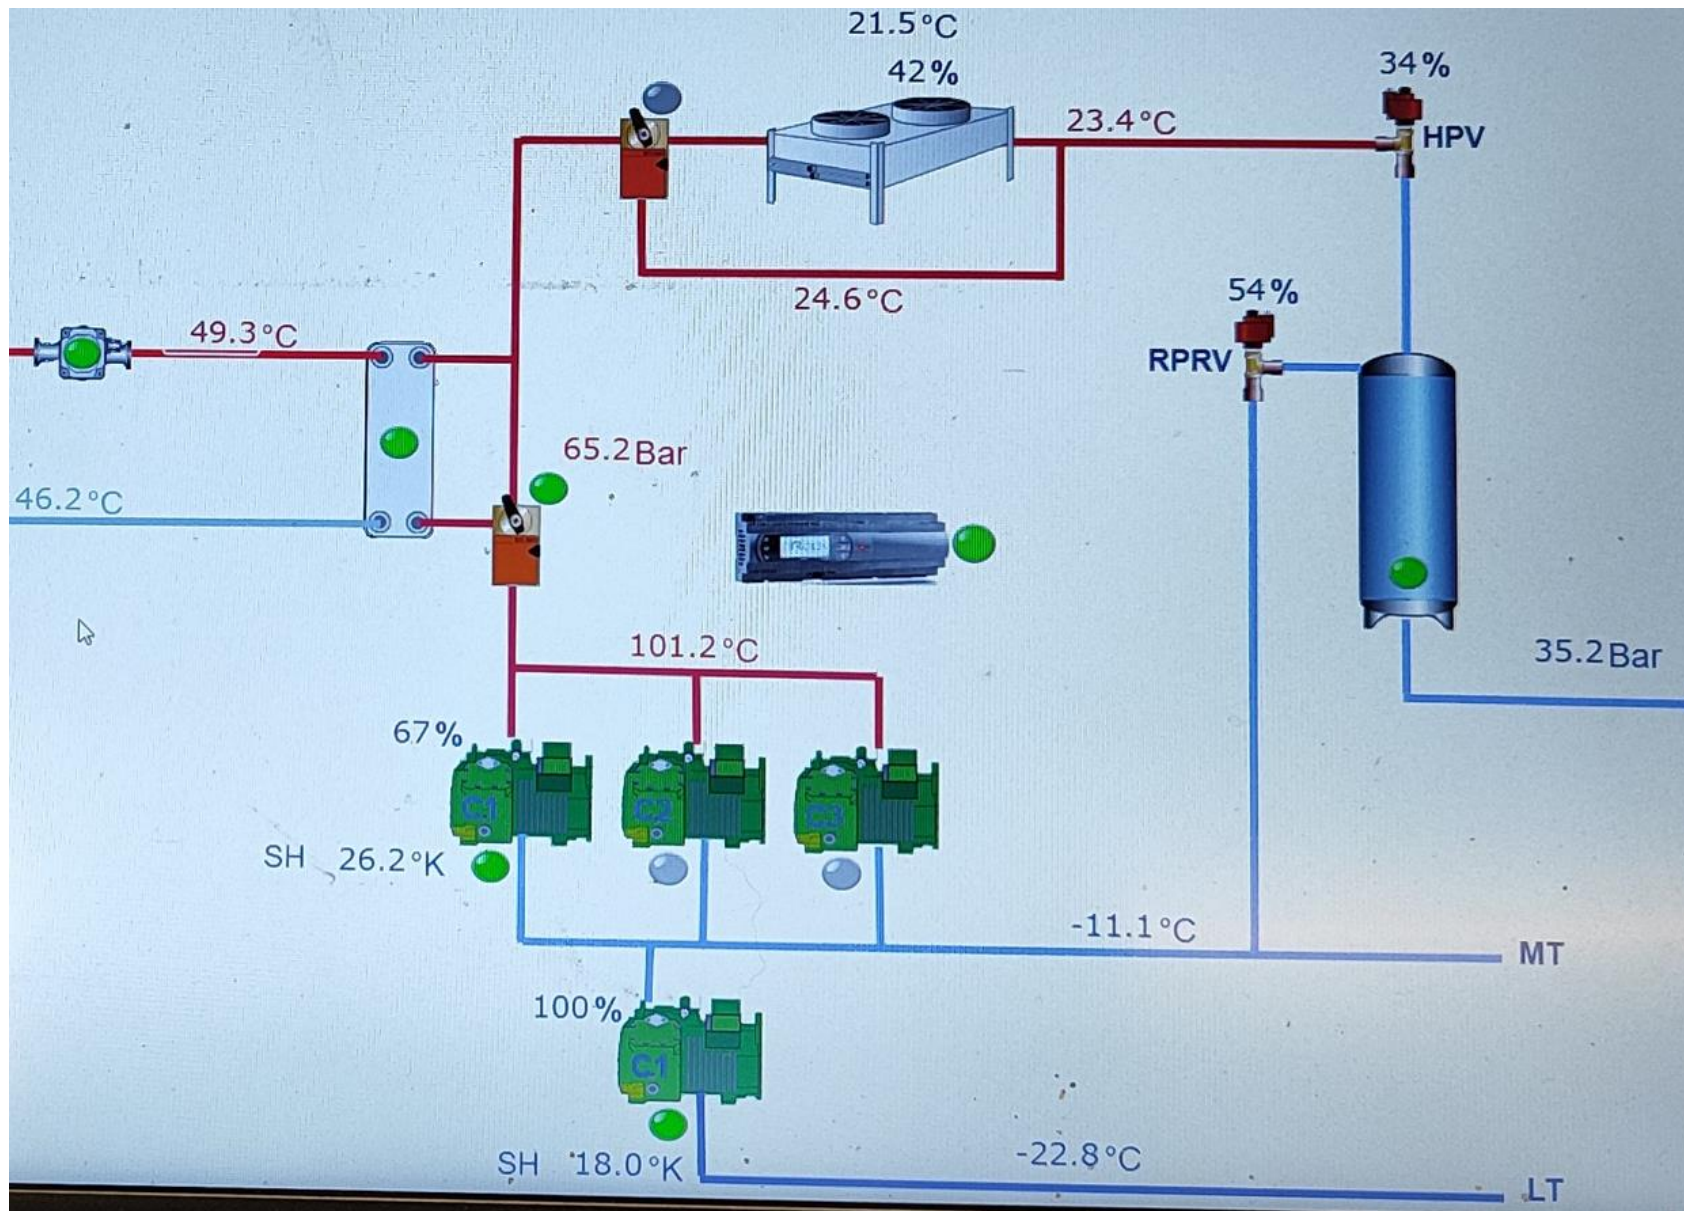 21.5°C
42%
34%
23.4°C
HPV
24.6°C
54%
49.3°C
RPRV
65.2Bar
46.2°C
101.2°C
35.2Bar
67%
C1
C2
C3
SH 26.2°K
-11.1°C
MT
100%
C1
-22.8°C
SH 18.0°K
LT